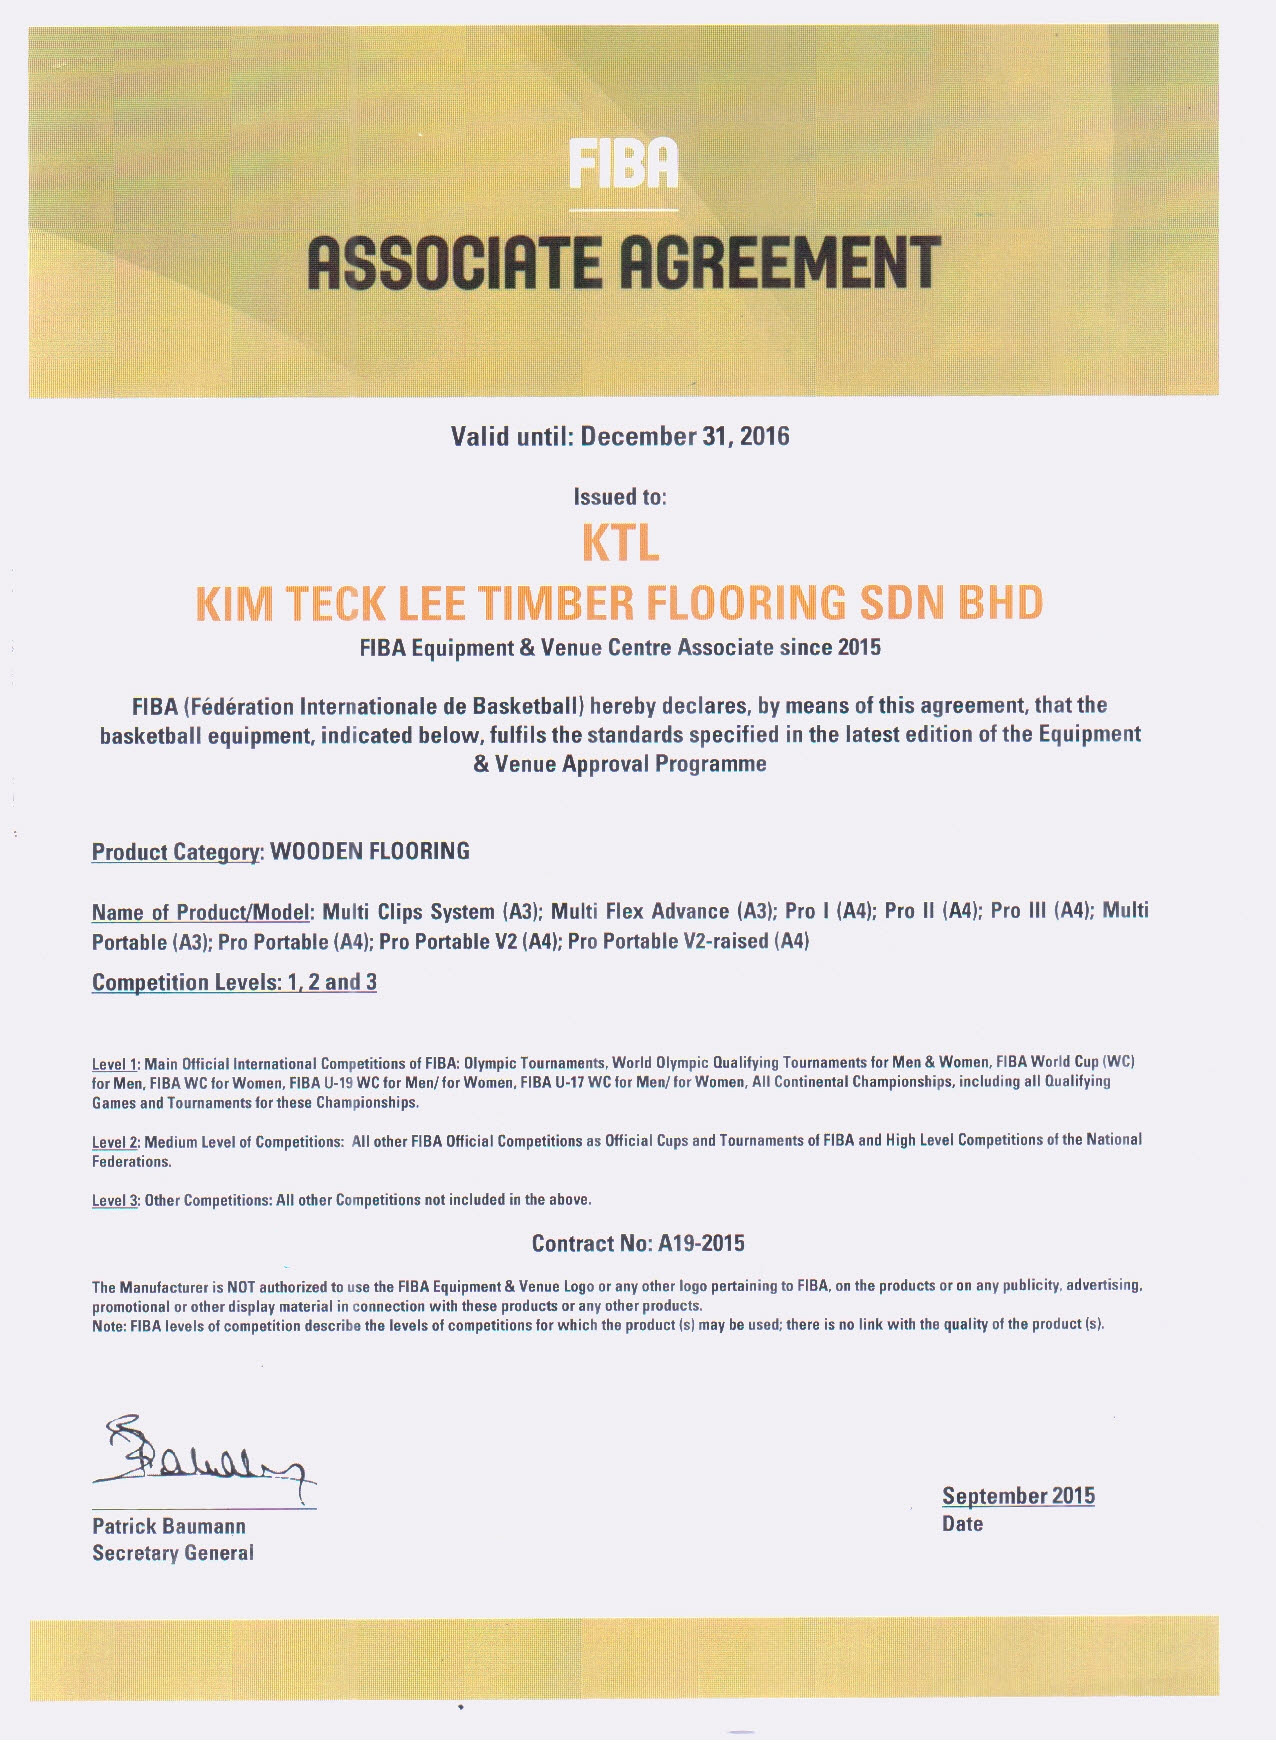 FIBA
ASSOCIATE AGREEMENT
Valid until: December 31, 2016
Issued to:
KTL
KIM TECK LEE TIMBER FLOORING SDN BHD
FIBA Equipment & Venue Centre Associate since 2015
FIBA (Fédération Internationale de Basketball) hereby declares, by means of this agreement, that the
basketball equipment, indicated below, fulfils the standards specified in the latest edition of the Equipment
& Venue Approval Programme
Product Category: WOODEN FLOORING
Name of Product/Model: Multi Clips System (A3); Multi Flex Advance (A3); Pro I (A4); Pro II (A4); Pro III (A4); Multi
Portable (A3); Pro Portable (A4); Pro Portable V2 (A4); Pro Portable V2-raised (A4)
Competition Levels: 1, 2 and 3
Level 1: Main Official International Competitions of FIBA: Olympic Tournaments, World Olympic Qualifying Tournaments for Men & Women, FIBA World Cup (WC)
for Men, FIBA WC for Women, FIBA U-19 WC for Men/ for Women, FIBA U-17 WC for Men/ for Women, All Continental Championships, including all Qualifying
Games and Tournaments for these Championships.
Level 2: Medium Level of Competitions: All other FIBA Official Competitions as Official Cups and Tournaments of FIBA and High Level Competitions of the National
Federations.
Level 3: Other Competitions: All other Competitions not included in the above.
Contract No: A19-2015
The Manufacturer is NOT authorized to use the FIBA Equipment & Venue Logo or any other logo pertaining to FIBA, on the products or on any publicity, advertising,
promotional or other display material in connection with these products or any other products.
Note: FIBA levels of competition describe the levels of competitions for which the product (s) may be used; there is no link with the quality of the product (s).
September 2015
Patrick Baumann
Date
Secretary General